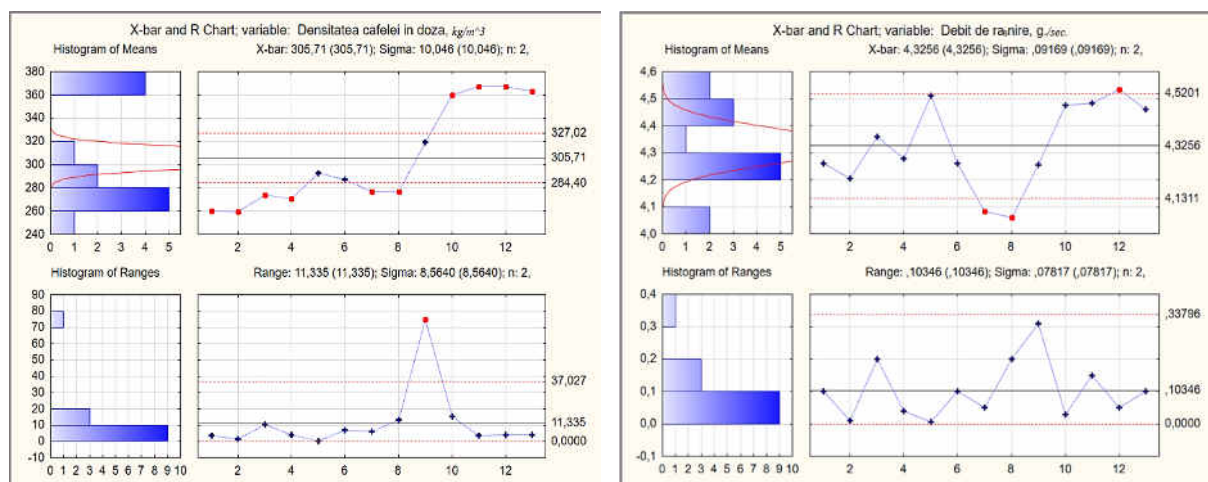 X-bar and R Chart; variable: Densitatea cafelei in doza, kg/m^3
Histogram of Means
X-bar: 305,71 (305,71); Sigma: 10,046 (10,046); n: 2,
380
360
340
320
300
280
260
240
0 1 2 3 4 5
2 4 6 8 10 12
327,02
305,71
284,40
Histogram of Ranges
Range: 11,335 (11,335); Sigma: 8,5640 (8,5640); n: 2,
90
80
70
60
50
40
30
20
10
0
-10
0 1 2 3 4 5 6 7 8 9 10
2 4 6 8 10 12
37,027
11,335
0,0000
X-bar and R Chart; variable: Debit de g./sec.
Histogram of Means
X-bar: 4,3256 (4,3256); Sigma: ,09169 (,09169); n: 2,
4,6
4,5
4,4
4,3
4,2
4,1
4,0
0 1 2 3 4 5
2 4 6 8 10 12
4,5201
4,3256
4,1311
Histogram of Ranges
Range: ,10346 (,10346); Sigma: ,07817 (,07817); n: 2,
0,4
0,3
0,2
0,1
0,0
-0,1
0 1 2 3 4 5 6 7 8 9 10
2 4 6 8 10 12
,33796
,10346
0,0000